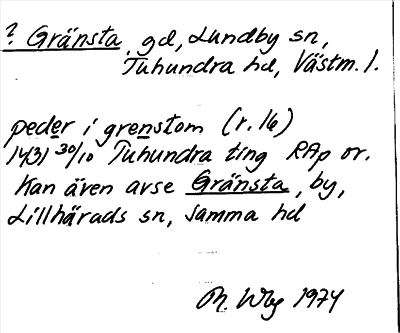 ? Gränsta, gd, Lundby sn,
Tuhundra hd, Västm. l.
peder i grenstom (r. 16)
1431 30/10 Tuhundra ting RAp or.
Kan även avse Gränsta, by,
Lillhärads sn, samma hd
M. Wbg 1974